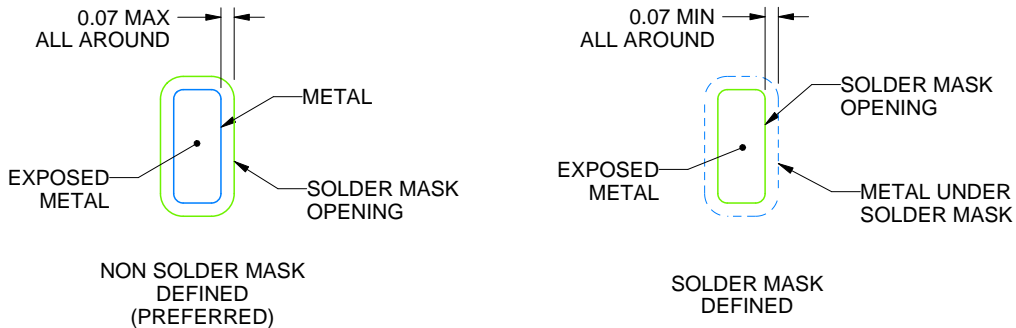 0.07 MAX
ALL AROUND
METAL
EXPOSED
METAL
SOLDER MASK
OPENING
NON SOLDER MASK
DEFINED
(PREFERRED)
0.07 MIN
ALL AROUND
SOLDER MASK
OPENING
EXPOSED
METAL
METAL UNDER
SOLDER MASK
SOLDER MASK
DEFINED